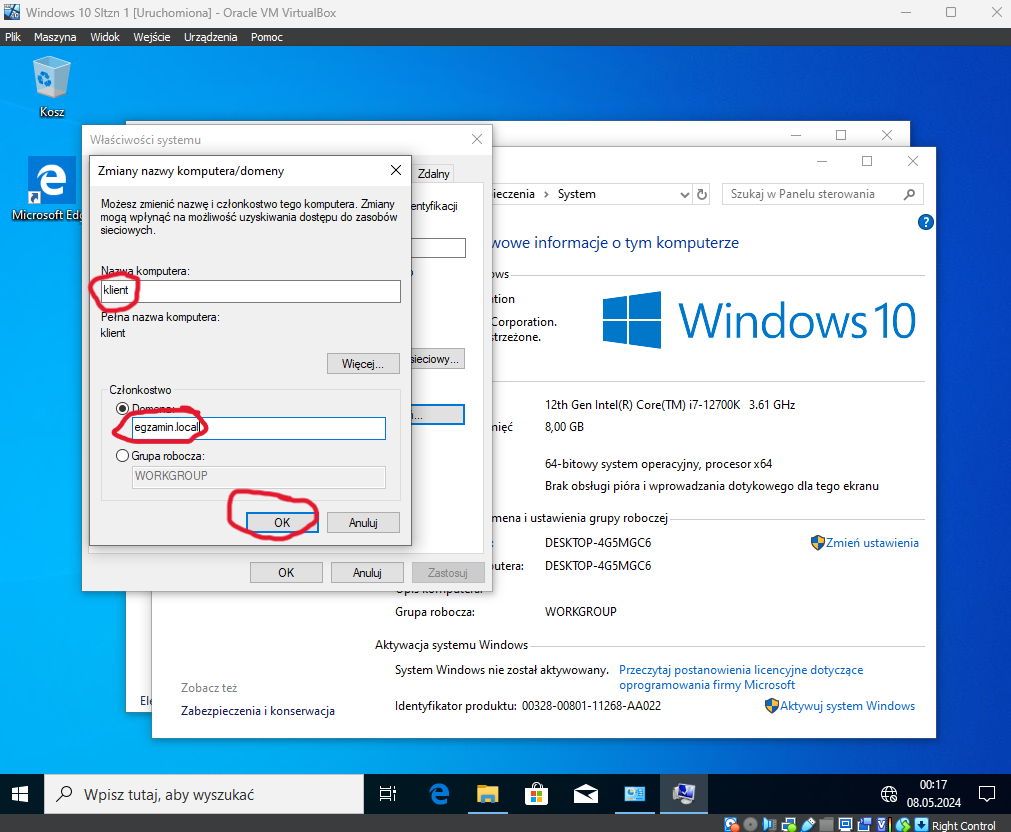 Windows 10 Sltzn 1 [Uruchomiona] - Oracle VM VirtualBox
Plik Maszyna Widok Wejście Urządzenia Pomoc
Kosz
Microsoft Edg
Właściwości systemu
Zdalny
entyfikacji
sieciowy...
Zmiany nazwy komputera/domeny
Możesz zmienić nazwę i członkostwo tego komputera. Zmiany
mogą wpłynąć na możliwość uzyskiwania dostępu do zasobów
sieciowych.
Nazwa komputera:
klient
Pełna nazwa komputera:
klient
Więcej...
Członkostwo
Domena:
egzamin.local
Grupa robocza:
WORKGROUP
OK Anuluj
OK Anuluj Zastosuj
ieczenia > System
Szukaj w Panelu sterowania
?
wowe informacje o tym komputerze
ows
tion
Corporation.
strzeżone.
Windows 10
12th Gen Intel(R) Core(TM) i7-12700K 3.61 GHz
mięć 8,00 GB
64-bitowy system operacyjny, procesor x64
Brak obsługi pióra i wprowadzania dotykowego dla tego ekranu
mena i ustawienia grupy roboczej
DESKTOP-4G5MGC6
Zmień ustawienia
utera: DESKTOP-4G5MGC6
Opis komputera:
Grupa robocza: WORKGROUP
Aktywacja systemu Windows
System Windows nie został aktywowany. Przeczytaj postanowienia licencyjne dotyczące
oprogramowania firmy Microsoft
Identyfikator produktu: 00328-00801-11268-AA022
Aktywuj system Windows
Zobacz też
Zabezpieczenia i konserwacja
Ele
Wpisz tutaj, aby wyszukać
00:17
08.05.2024
Right Control